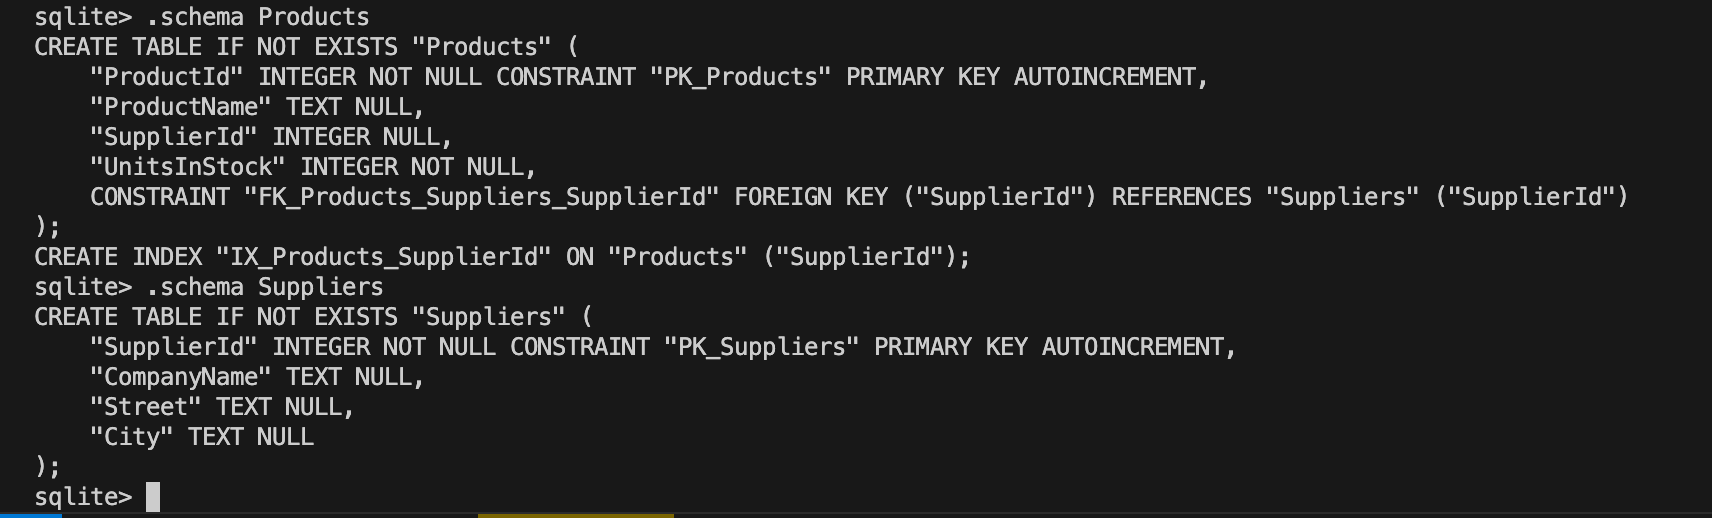 sqlite> .schema Products
CREATE TABLE IF NOT EXISTS "Products" (
    "ProductId" INTEGER NOT NULL CONSTRAINT "PK_Products" PRIMARY KEY AUTOINCREMENT,
    "ProductName" TEXT NULL,
    "SupplierId" INTEGER NULL,
    "UnitsInStock" INTEGER NOT NULL,
    CONSTRAINT "FK_Products_Suppliers_SupplierId" FOREIGN KEY ("SupplierId") REFERENCES "Suppliers" ("SupplierId")
);
CREATE INDEX "IX_Products_SupplierId" ON "Products" ("SupplierId");
sqlite> .schema Suppliers
CREATE TABLE IF NOT EXISTS "Suppliers" (
    "SupplierId" INTEGER NOT NULL CONSTRAINT "PK_Suppliers" PRIMARY KEY AUTOINCREMENT,
    "CompanyName" TEXT NULL,
    "Street" TEXT NULL,
    "City" TEXT NULL
);
sqlite>